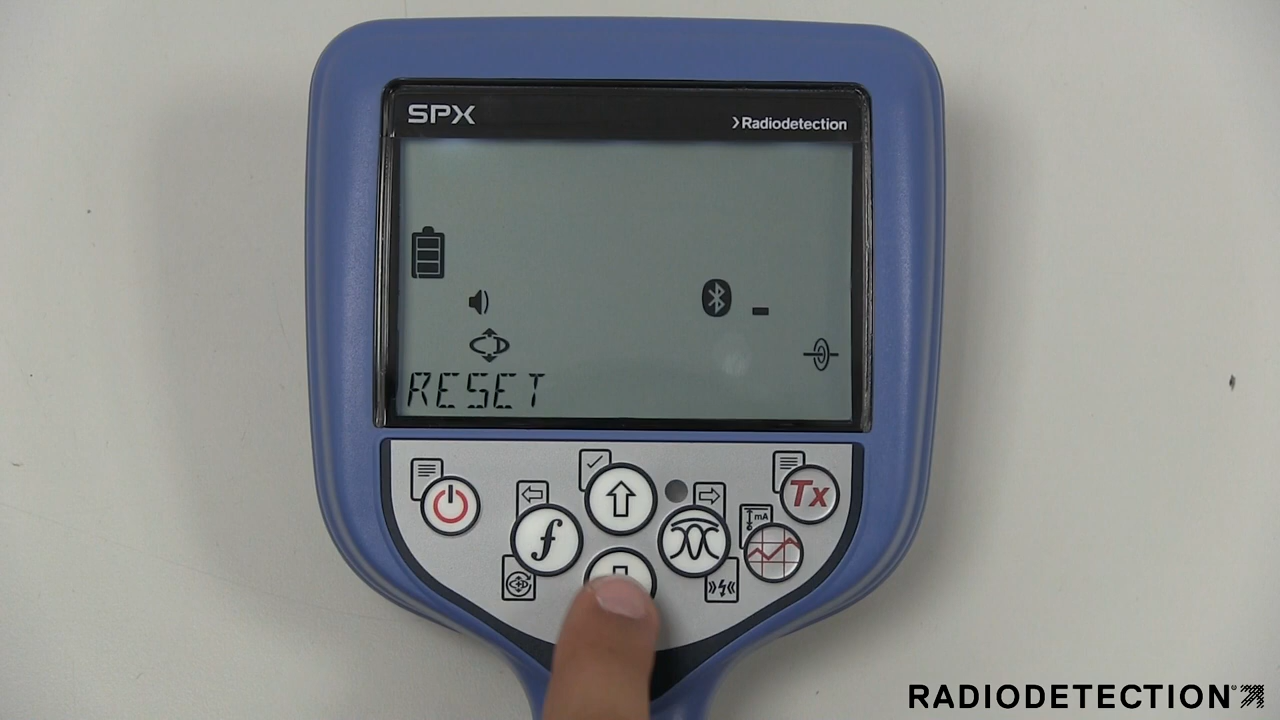 SPX
Radiodetection
RESET
f
Tx
mA
RADIODETECTION